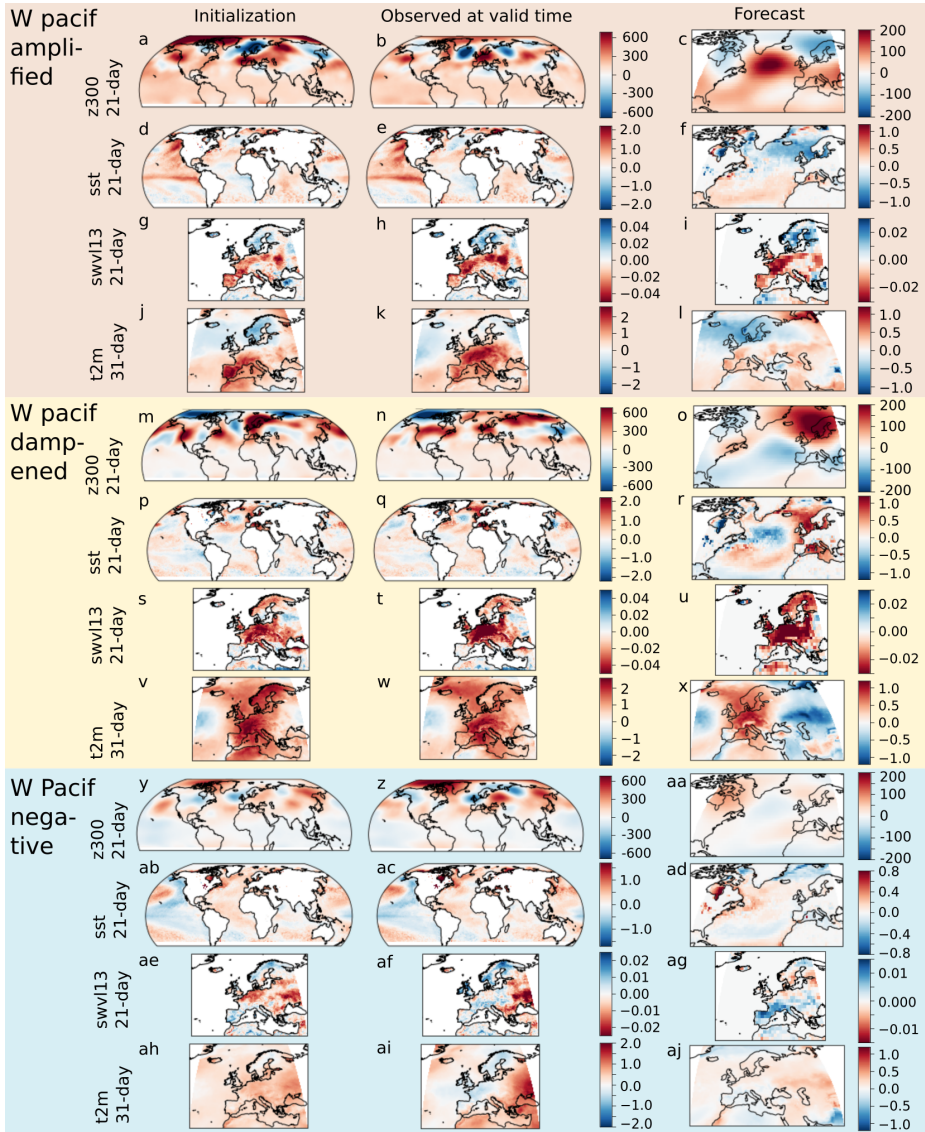 Initialization
Observed at valid time
Forecast
W pacif
ampli-
fied
z300
21-day
a
b
c
600
300
0
-300
-600
200
100
0
-100
-200
sst
21-day
d
e
f
2.0
1.0
0.0
−1.0
−2.0
1.0
0.5
0.0
−0.5
−1.0
swvl13
21-day
g
h
i
0.04
0.02
0.00
−0.02
−0.04
0.02
0.00
−0.02
t2m
31-day
j
k
l
2
1
0
−1
−2
1.0
0.5
0.0
−0.5
−1.0
W pacif
damp-
ened
z300
21-day
m
n
o
600
300
0
-300
-600
200
100
0
-100
-200
sst
21-day
p
q
r
2.0
1.0
0.0
−1.0
−2.0
1.0
0.5
0.0
−0.5
−1.0
swvl13
21-day
s
t
u
0.04
0.02
0.00
−0.02
−0.04
0.02
0.00
−0.02
t2m
31-day
v
w
x
2
1
0
−1
−2
1.0
0.5
0.0
−0.5
−1.0
W Pacif
nega-
tive
z300
21-day
y
z
aa
600
300
0
-300
-600
200
100
0
-100
-200
sst
21-day
ab
ac
ad
1.0
0.0
−1.0
0.8
0.4
0.0
−0.4
−0.8
swvl13
21-day
ae
af
ag
0.02
0.01
0.00
−0.01
−0.02
0.01
0.000
−0.01
t2m
31-day
ah
ai
aj
2.0
1.0
0.0
−1.0
−2.0
1.0
0.5
0.0
−0.5
−1.0